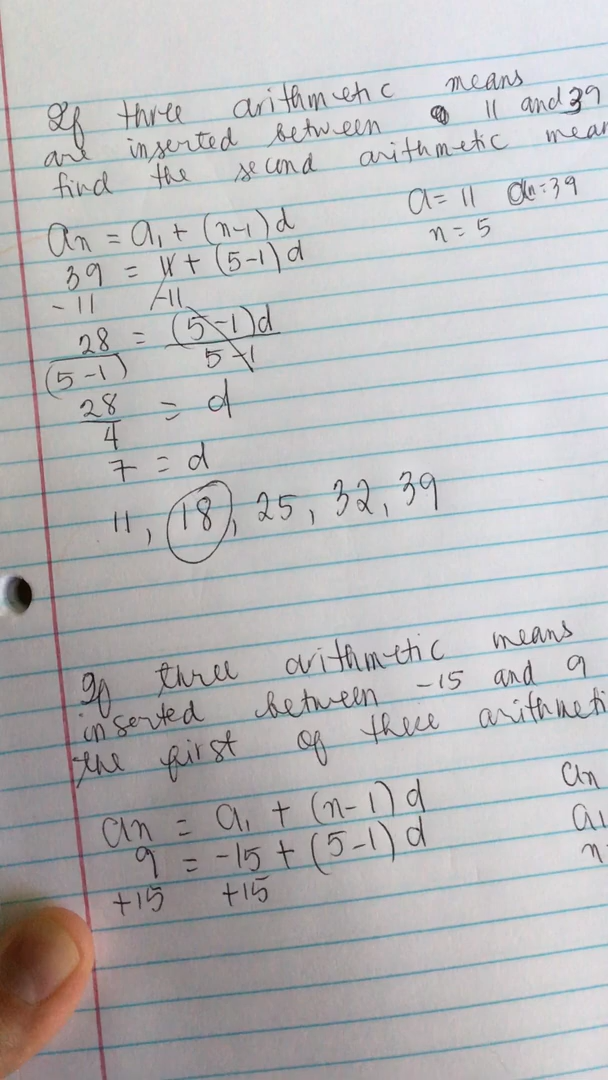 If three arithmetic means
are inserted between 11 and 39
find the second arithmetic mean
an = a1 + (n-1)d
a = 11 an = 39
39 = 11 + (5-1)d
n = 5
-11 -11
28 = (5-1)d
(5-1) 5-1
28 = d
4
7 = d
11, 18, 25, 32, 39
If three arithmetic means
inserted between -15 and 9
the first of these arithmeti
an = a1 + (n-1)d
an
9 = -15 + (5-1)d
a1
n
+15 +15